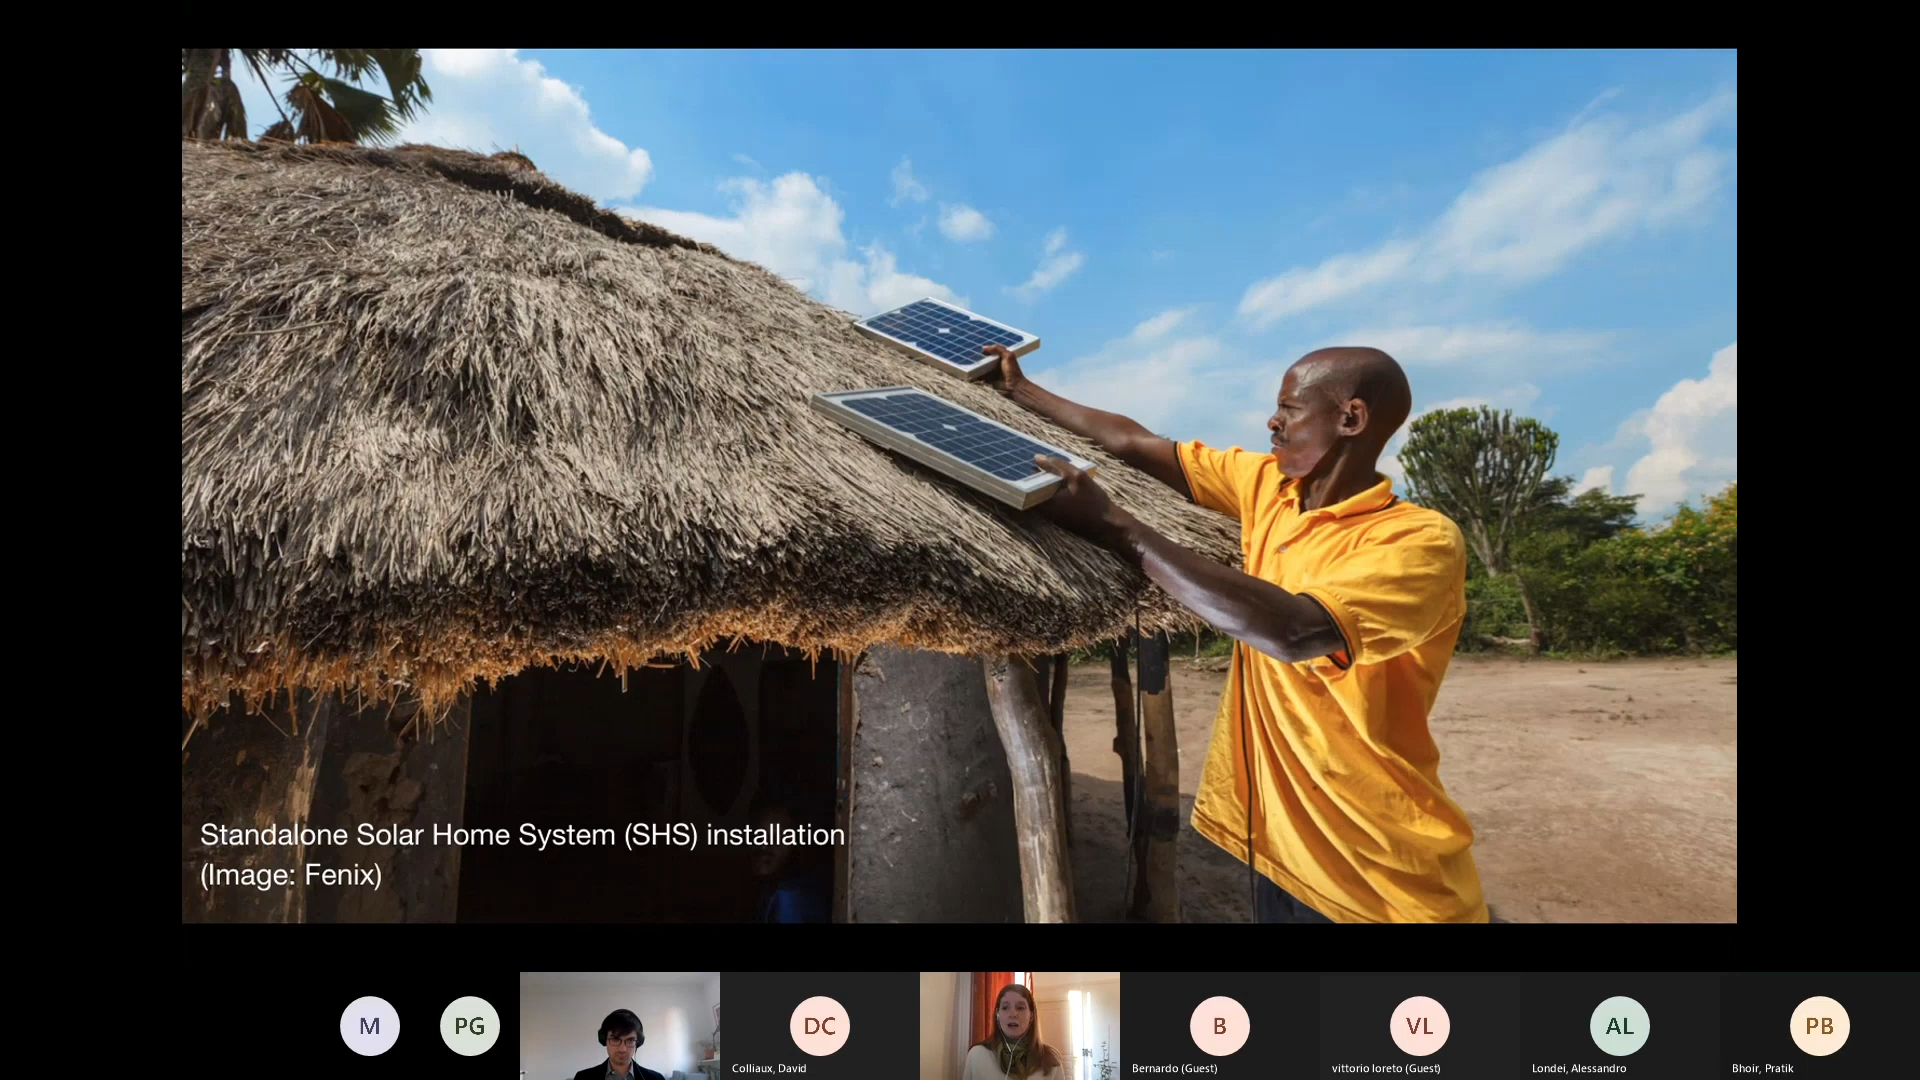 Standalone Solar Home System (SHS) installation
(Image: Fenix)
M
PG
DC
B
VL
AL
PB
Colliaux, David
Bernardo (Guest)
vittorio loreto (Guest)
Londei, Alessandro
Bhoir, Pratik